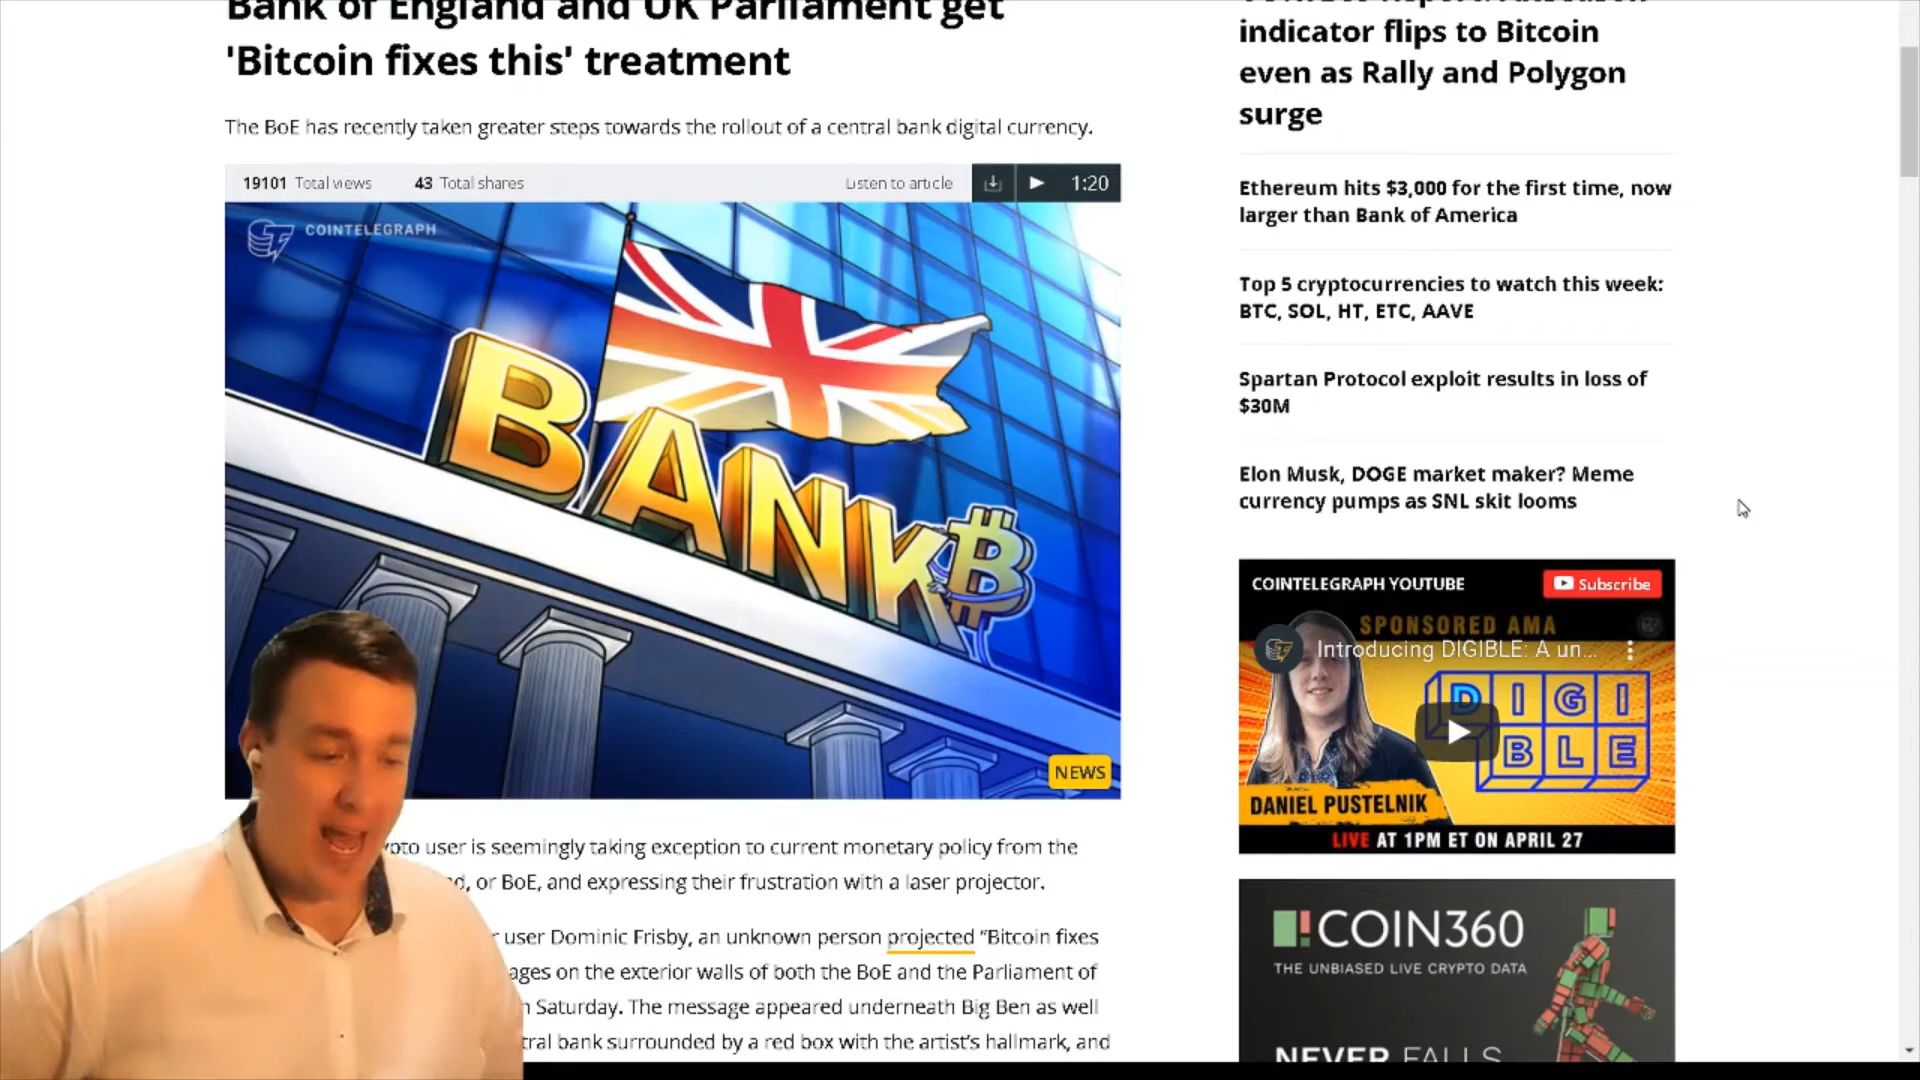 Bank of England and UK Parliament get
'Bitcoin fixes this' treatment
The BoE has recently taken greater steps towards the rollout of a central bank digital currency.
19101 Total views 43 Total shares Listen to article 1:20
COINTELEGRAPH
BANK
NEWS
user is seemingly taking exception to current monetary policy from the
, or BoE, and expressing their frustration with a laser projector.
user Dominic Frisby, an unknown person projected "Bitcoin fixes
on the exterior walls of both the BoE and the Parliament of
Saturday. The message appeared underneath Big Ben as well
bank surrounded by a red box with the artist's hallmark, and
indicator flips to Bitcoin
even as Rally and Polygon
surge
Ethereum hits $3,000 for the first time, now
larger than Bank of America
Top 5 cryptocurrencies to watch this week:
BTC, SOL, HT, ETC, AAVE
Spartan Protocol exploit results in loss of
$30M
Elon Musk, DOGE market maker? Meme
currency pumps as SNL skit looms
COINTELEGRAPH YOUTUBE Subscribe
SPONSORED AMA
Introducing DIGIBLE: A un...
DIGI
BLE
DANIEL PUSTELNIK
LIVE AT 1PM ET ON APRIL 27
COIN360
THE UNBIASED LIVE CRYPTO DATA
NEVER FALLS